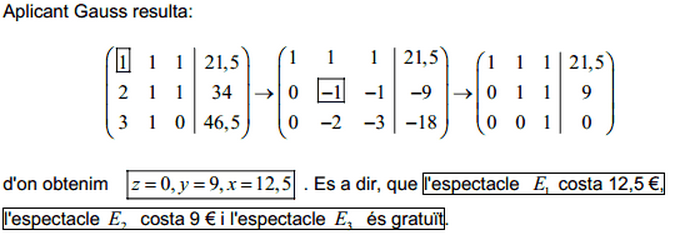 Aplicant Gauss resulta:
( 1 1 1 | 21,5 ) → ( 1 1 1 | 21,5 ) → ( 1 1 1 | 21,5 )
( 2 1 1 | 34 ) → ( 0 −1 −1 | −9 ) → ( 0 1 1 | 9 )
( 3 1 0 | 46,5 ) → ( 0 −2 −3 | −18 ) → ( 0 0 1 | 0 )
d'on obtenim z = 0, y = 9, x = 12,5 . Es a dir, que l'espectacle E₁ costa 12,5 €,
l'espectacle E₂ costa 9 € i l'espectacle E₃ és gratuït.